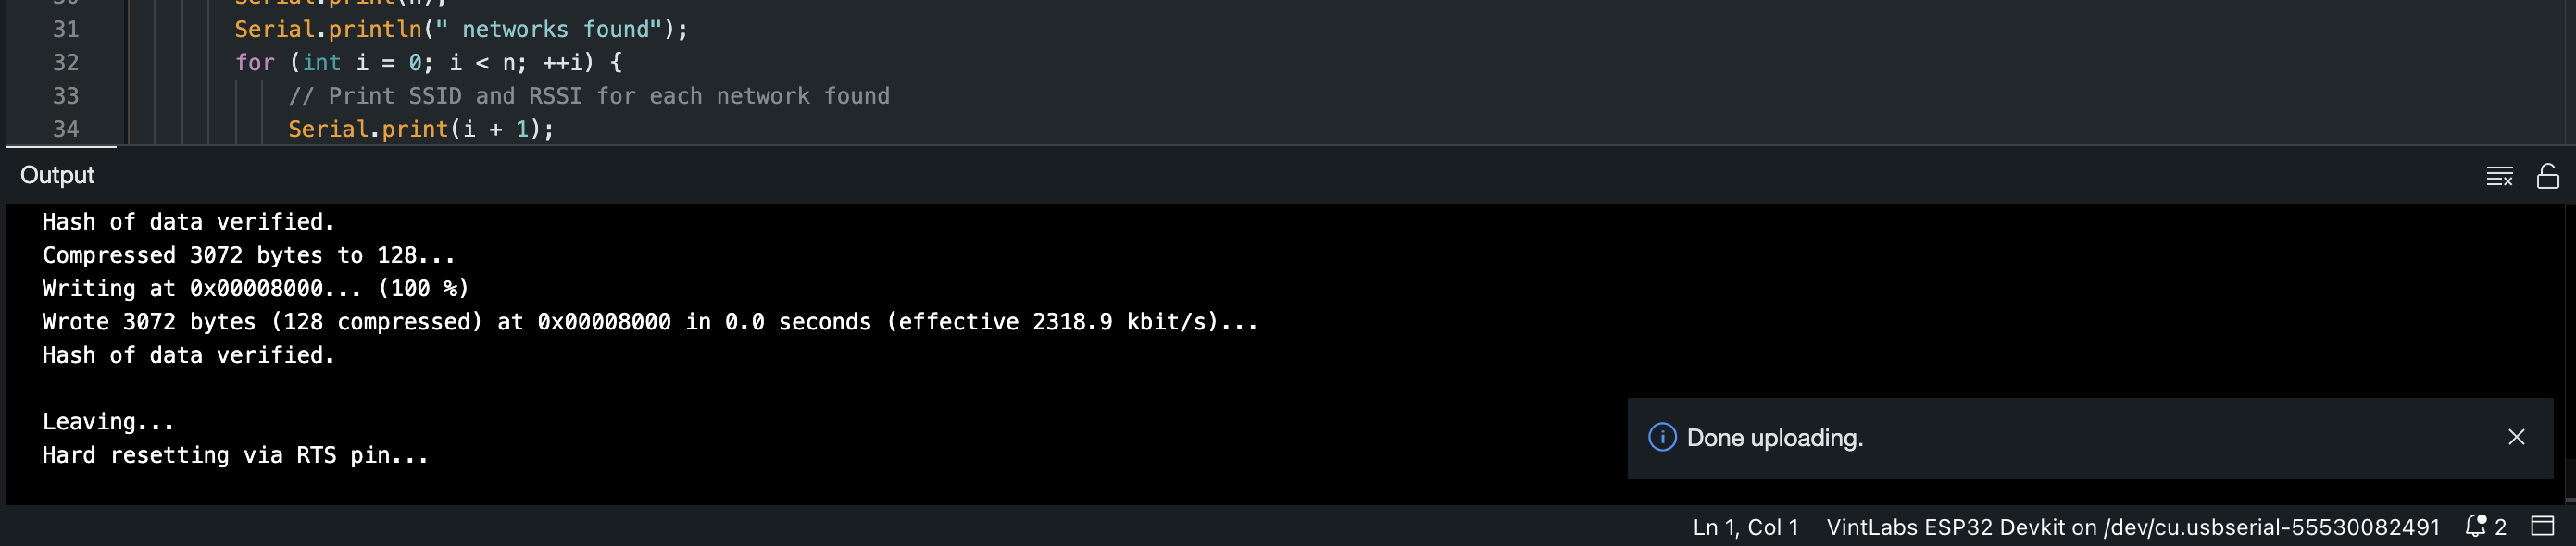 30 Serial.print(n);
31 Serial.println(" networks found");
32 for (int i = 0; i < n; ++i) {
33 // Print SSID and RSSI for each network found
34 Serial.print(i + 1);
Output
Hash of data verified.
Compressed 3072 bytes to 128...
Writing at 0x00008000... (100 %)
Wrote 3072 bytes (128 compressed) at 0x00008000 in 0.0 seconds (effective 2318.9 kbit/s)...
Hash of data verified.
Leaving...
Hard resetting via RTS pin...
Done uploading.
Ln 1, Col 1 VintLabs ESP32 Devkit on /dev/cu.usbserial-55530082491 2